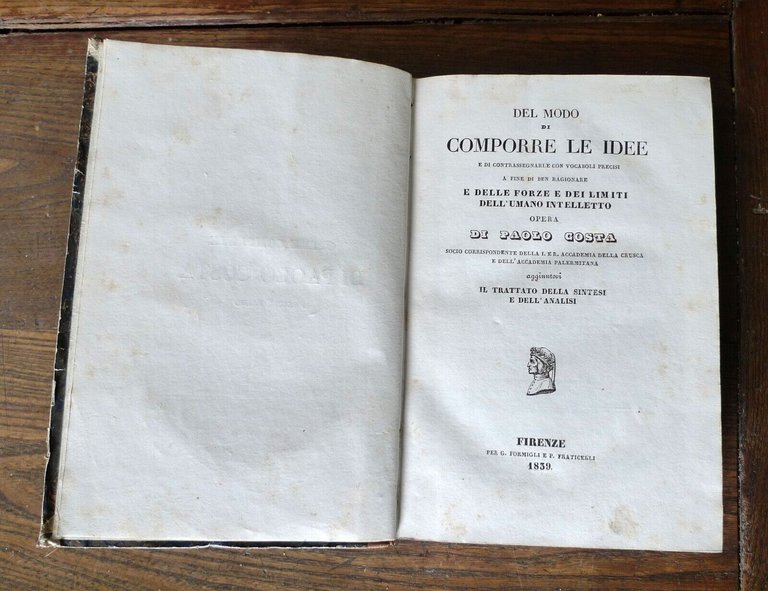 DEL MODO
DI
COMPORRE LE IDEE
E DI CONTRASSEGNARLE CON VOCABOLI PRECISI
A FINE DI BEN RAGIONARE
E DELLE FORZE E DEI LIMITI
DELL'UMANO INTELLETTO
OPERA
DI PAOLO COSTA
SOCIO CORRISPONDENTE DELLA I. E R. ACCADEMIA DELLA CRUSCA
E DELL'ACCADEMIA PALERMITANA
aggiuntovi
IL TRATTATO DELLA SINTESI
E DELL'ANALISI
FIRENZE
PER G. FORMIGLI E P. FRATICELLI
1839.